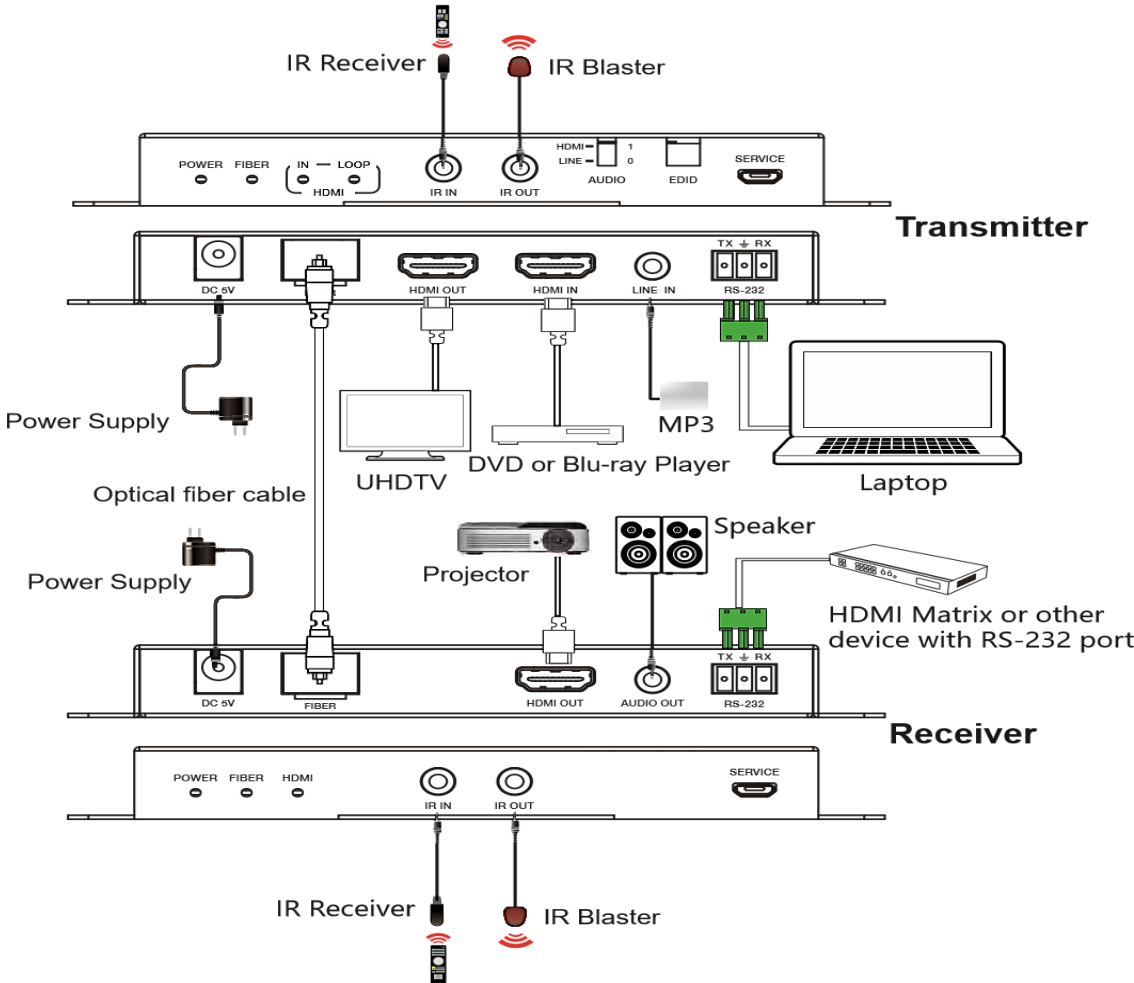 IR Receiver
IR Blaster
POWER FIBER IN LOOP
HDMI
IR IN
IR OUT
HDMI 1
LINE 0
AUDIO
EDID
SERVICE
Transmitter
DC 5V
HDMI OUT
HDMI IN
LINE IN
TX RX
RS-232
Power Supply
UHDTV
DVD or Blu-ray Player
MP3
Laptop
Optical fiber cable
Power Supply
Projector
Speaker
HDMI Matrix or other
device with RS-232 port
DC 5V
FIBER
HDMI OUT
AUDIO OUT
TX RX
RS-232
Receiver
POWER FIBER HDMI
IR IN
IR OUT
SERVICE
IR Receiver
IR Blaster